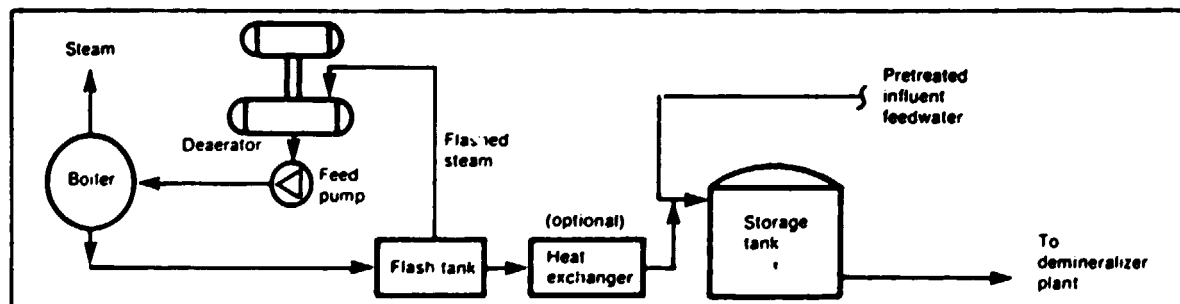 Steam
Deaerator
Boiler
Feed
pump
Flashed
steam
Flash tank
(optional)
Heat
exchanger
Pretreated
influent
feedwater
Storage
tank
To
demineralizer
plant